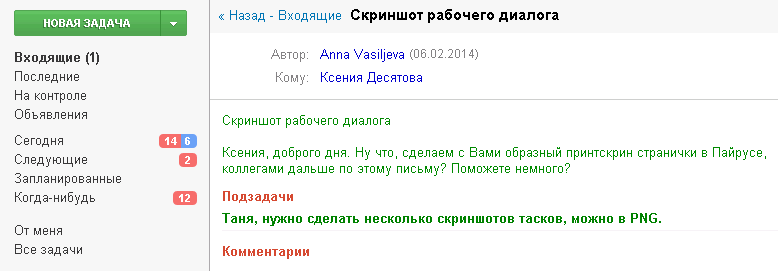 НОВАЯ ЗАДАЧА
Входящие (1)
Последние
На контроле
Объявления
Сегодня 14 6
Следующие 2
Запланированные
Когда-нибудь 12
От меня
Все задачи
« Назад - Входящие Скриншот рабочего диалога
Автор: Anna Vasiljeva (06.02.2014)
Кому: Ксения Десятова
Скриншот рабочего диалога
Ксения, доброго дня. Ну что, сделаем с Вами образный принтскрин странички в Пайрусе,
коллегами дальше по этому письму? Поможете немного?
Подзадачи
Таня, нужно сделать несколько скриншотов тасков, можно в PNG.
Комментарии